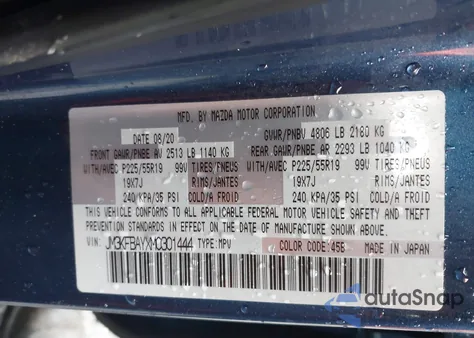 MFD. BY MAZDA MOTOR CORPORATION
DATE 08/20 GVWR/PNBV 4806 LB 2180 KG
FRONT GAWR/PNBE AV 2513 LB 1140 KG REAR GAWR/PNBE AR 2293 LB 1040 KG
WITH/AVEC P225/55R19 99V TIRES/PNEUS WITH/AVEC P225/55R19 99V TIRES/PNEUS
19X7J RIMS/JANTES 19X7J RIMS/JANTES
240 KPA/35 PSI COLD/A FROID 240 KPA/35 PSI COLD/A FROID
THIS VEHICLE CONFORMS TO ALL APPLICABLE FEDERAL MOTOR VEHICLE SAFETY
AND THEFT PREVENTION STANDARDS IN EFFECT ON THE DATE OF MANUFACTURE SHOWN ABOVE.
VIN: JM3KFBAYXM0301444 TYPE: MPV COLOR CODE: 45B MADE IN JAPAN
autaSnap